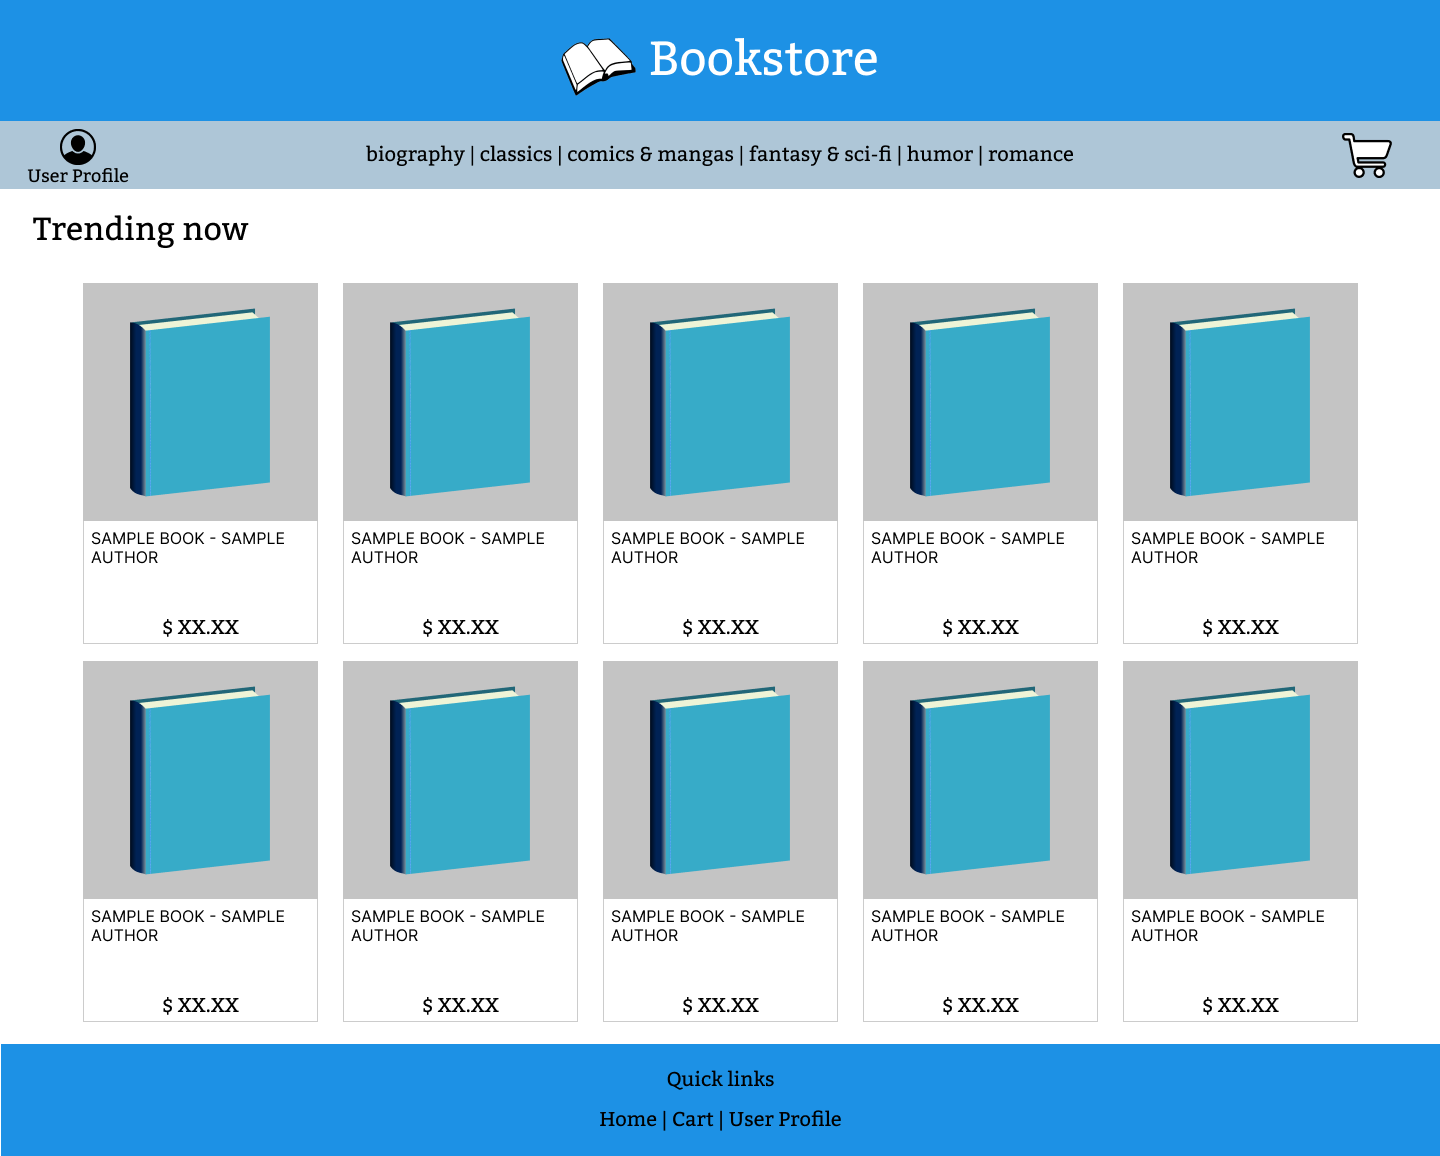 Bookstore
User Profile
biography | classics | comics & mangas | fantasy & sci-fi | humor | romance
Trending now
SAMPLE BOOK - SAMPLE
AUTHOR
$ XX.XX
SAMPLE BOOK - SAMPLE
AUTHOR
$ XX.XX
SAMPLE BOOK - SAMPLE
AUTHOR
$ XX.XX
SAMPLE BOOK - SAMPLE
AUTHOR
$ XX.XX
SAMPLE BOOK - SAMPLE
AUTHOR
$ XX.XX
SAMPLE BOOK - SAMPLE
AUTHOR
$ XX.XX
SAMPLE BOOK - SAMPLE
AUTHOR
$ XX.XX
SAMPLE BOOK - SAMPLE
AUTHOR
$ XX.XX
SAMPLE BOOK - SAMPLE
AUTHOR
$ XX.XX
SAMPLE BOOK - SAMPLE
AUTHOR
$ XX.XX
Quick links
Home | Cart | User Profile